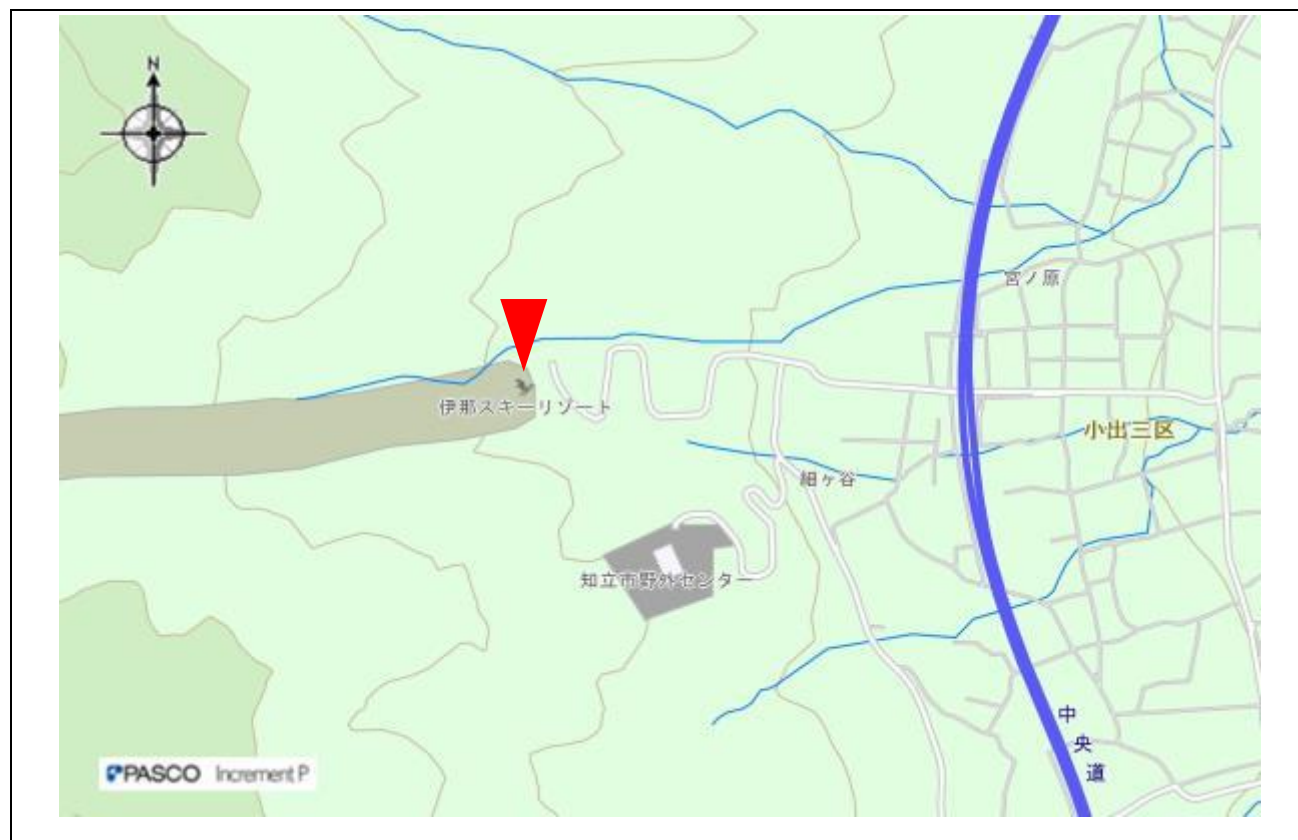 N
宮ノ原
伊那スキーリゾート
小出三区
細ヶ谷
知立市野外センター
中央道
PASCO Increment P